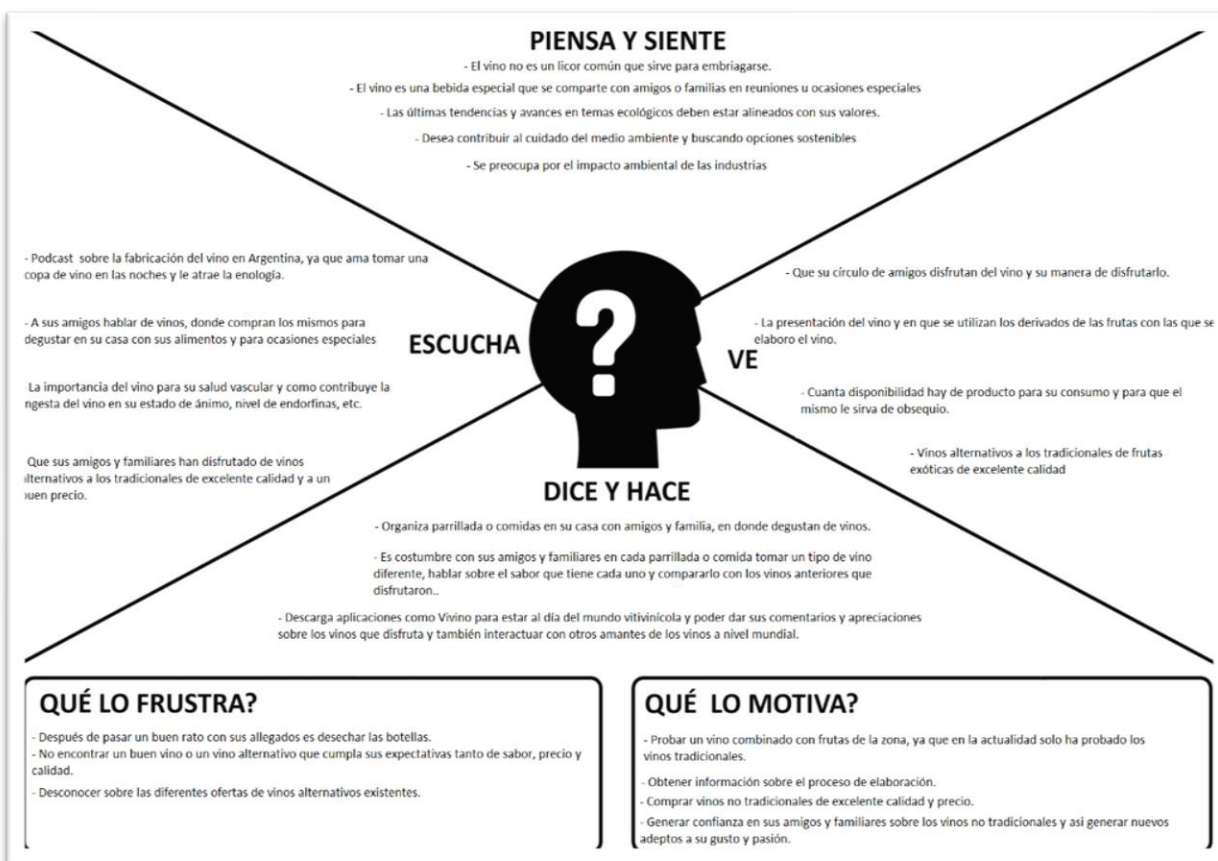 PIENSA Y SIENTE
- El vino no es un licor común que sirve para embriagarse.
- El vino es una bebida especial que se comparte con amigos o familias en reuniones u ocasiones especiales
- Las últimas tendencias y avances en temas ecológicos deben estar alineados con sus valores.
- Desea contribuir al cuidado del medio ambiente y buscando opciones sostenibles
- Se preocupa por el impacto ambiental de las industrias
- Podcast sobre la fabricación del vino en Argentina, ya que ama tomar una
copa de vino en las noches y le atrae la enología.
- A sus amigos hablar de vinos, donde compran los mismos para
degustar en su casa con sus alimentos y para ocasiones especiales
ESCUCHA
- La importancia del vino para su salud vascular y como contribuye la
ngesta del vino en su estado de ánimo, nivel de endorfinas, etc.
Que sus amigos y familiares han disfrutado de vinos
lternativos a los tradicionales de excelente calidad y a un
uen precio.
?
- Que su círculo de amigos disfrutan del vino y su manera de disfrutarlo.
- La presentación del vino y en que se utilizan los derivados de las frutas con las que se
elaboro el vino.
VE
- Cuanta disponibilidad hay de producto para su consumo y para que el
mismo le sirva de obsequio.
- Vinos alternativos a los tradicionales de frutas
exóticas de excelente calidad
DICE Y HACE
- Organiza parrillada o comidas en su casa con amigos y familia, en donde degustan de vinos.
- Es costumbre con sus amigos y familiares en cada parrillada o comida tomar un tipo de vino
diferente, hablar sobre el sabor que tiene cada uno y compararlo con los vinos anteriores que
disfrutaron..
- Descarga aplicaciones como Vivino para estar al día del mundo vitivinícola y poder dar sus comentarios y apreciaciones
sobre los vinos que disfruta y también interactuar con otros amantes de los vinos a nivel mundial.
QUÉ LO FRUSTRA?
- Después de pasar un buen rato con sus allegados es desechar las botellas.
- No encontrar un buen vino o un vino alternativo que cumpla sus expectativas tanto de sabor, precio y
calidad.
- Desconocer sobre las diferentes ofertas de vinos alternativos existentes.
QUÉ LO MOTIVA?
- Probar un vino combinado con frutas de la zona, ya que en la actualidad solo ha probado los
vinos tradicionales.
- Obtener información sobre el proceso de elaboración.
- Comprar vinos no tradicionales de excelente calidad y precio.
- Generar confianza en sus amigos y familiares sobre los vinos no tradicionales y asi generar nuevos
adeptos a su gusto y pasión.